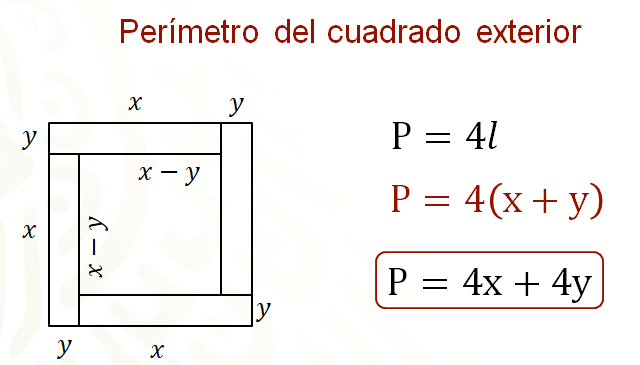 Perímetro del cuadrado exterior
x y
y
x − y
x
x − y
y
y x
P = 4l
P = 4(x + y)
P = 4x + 4y